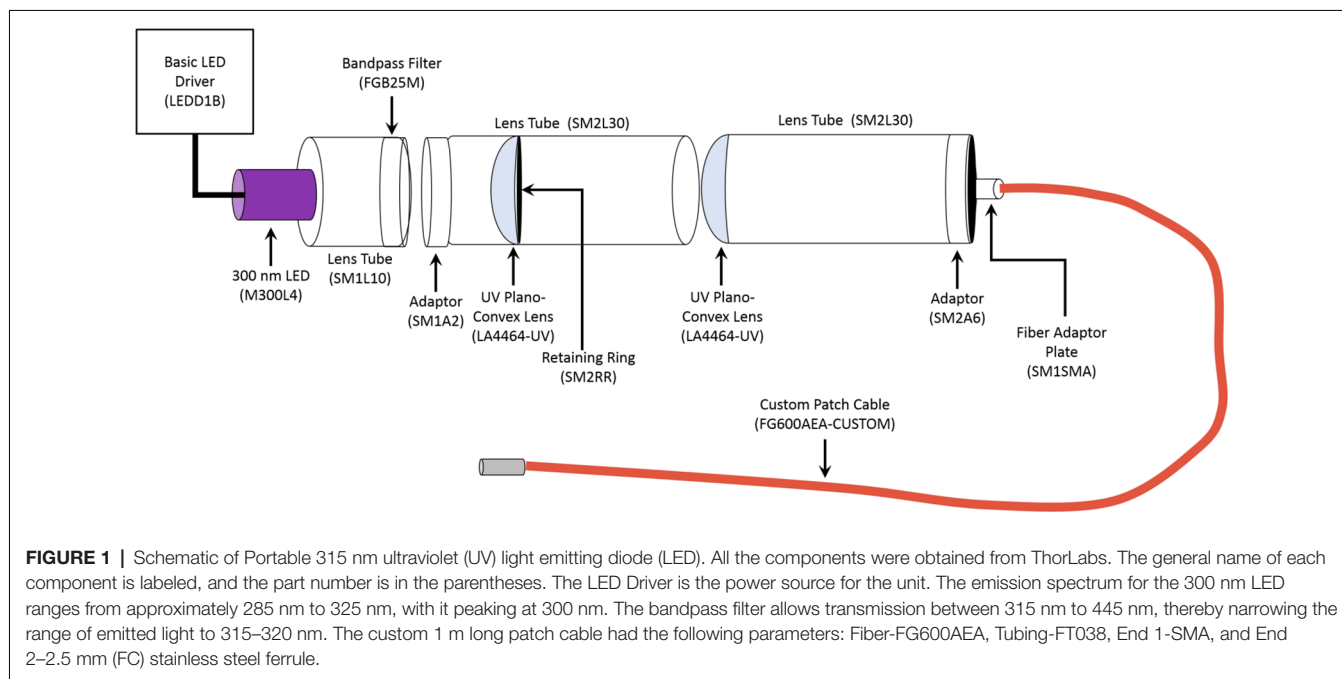 Basic LED
Driver
(LEDD1B)
Bandpass Filter
(FGB25M)
Lens Tube (SM2L30)
Lens Tube (SM2L30)
300 nm LED
(M300L4)
Lens Tube
(SM1L10)
Adaptor
(SM1A2)
UV Plano-
Convex Lens
(LA4464-UV)
Retaining Ring
(SM2RR)
UV Plano-
Convex Lens
(LA4464-UV)
Adaptor
(SM2A6)
Fiber Adaptor
Plate
(SM1SMA)
Custom Patch Cable
(FG600AEA-CUSTOM)
FIGURE 1 | Schematic of Portable 315 nm ultraviolet (UV) light emitting diode (LED). All the components were obtained from ThorLabs. The general name of each
component is labeled, and the part number is in the parentheses. The LED Driver is the power source for the unit. The emission spectrum for the 300 nm LED
ranges from approximately 285 nm to 325 nm, with it peaking at 300 nm. The bandpass filter allows transmission between 315 nm to 445 nm, thereby narrowing the
range of emitted light to 315–320 nm. The custom 1 m long patch cable had the following parameters: Fiber-FG600AEA, Tubing-FT038, End 1-SMA, and End
2–2.5 mm (FC) stainless steel ferrule.